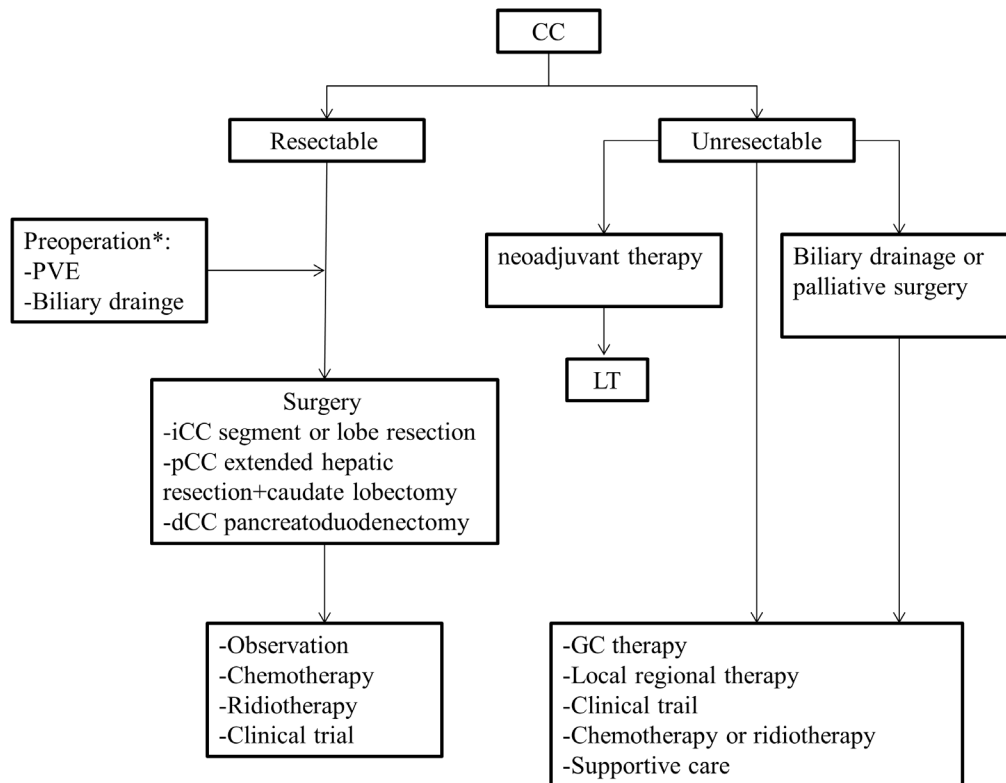 CC
Resectable
Unresectable
Preoperation*:
-PVE
-Biliary drainge
neoadjuvant therapy
Biliary drainage or
palliative surgery
LT
Surgery
-iCC segment or lobe resection
-pCC extended hepatic
resection+caudate lobectomy
-dCC pancreatoduodenectomy
-Observation
-Chemotherapy
-Ridiotherapy
-Clinical trial
-GC therapy
-Local regional therapy
-Clinical trail
-Chemotherapy or ridiotherapy
-Supportive care